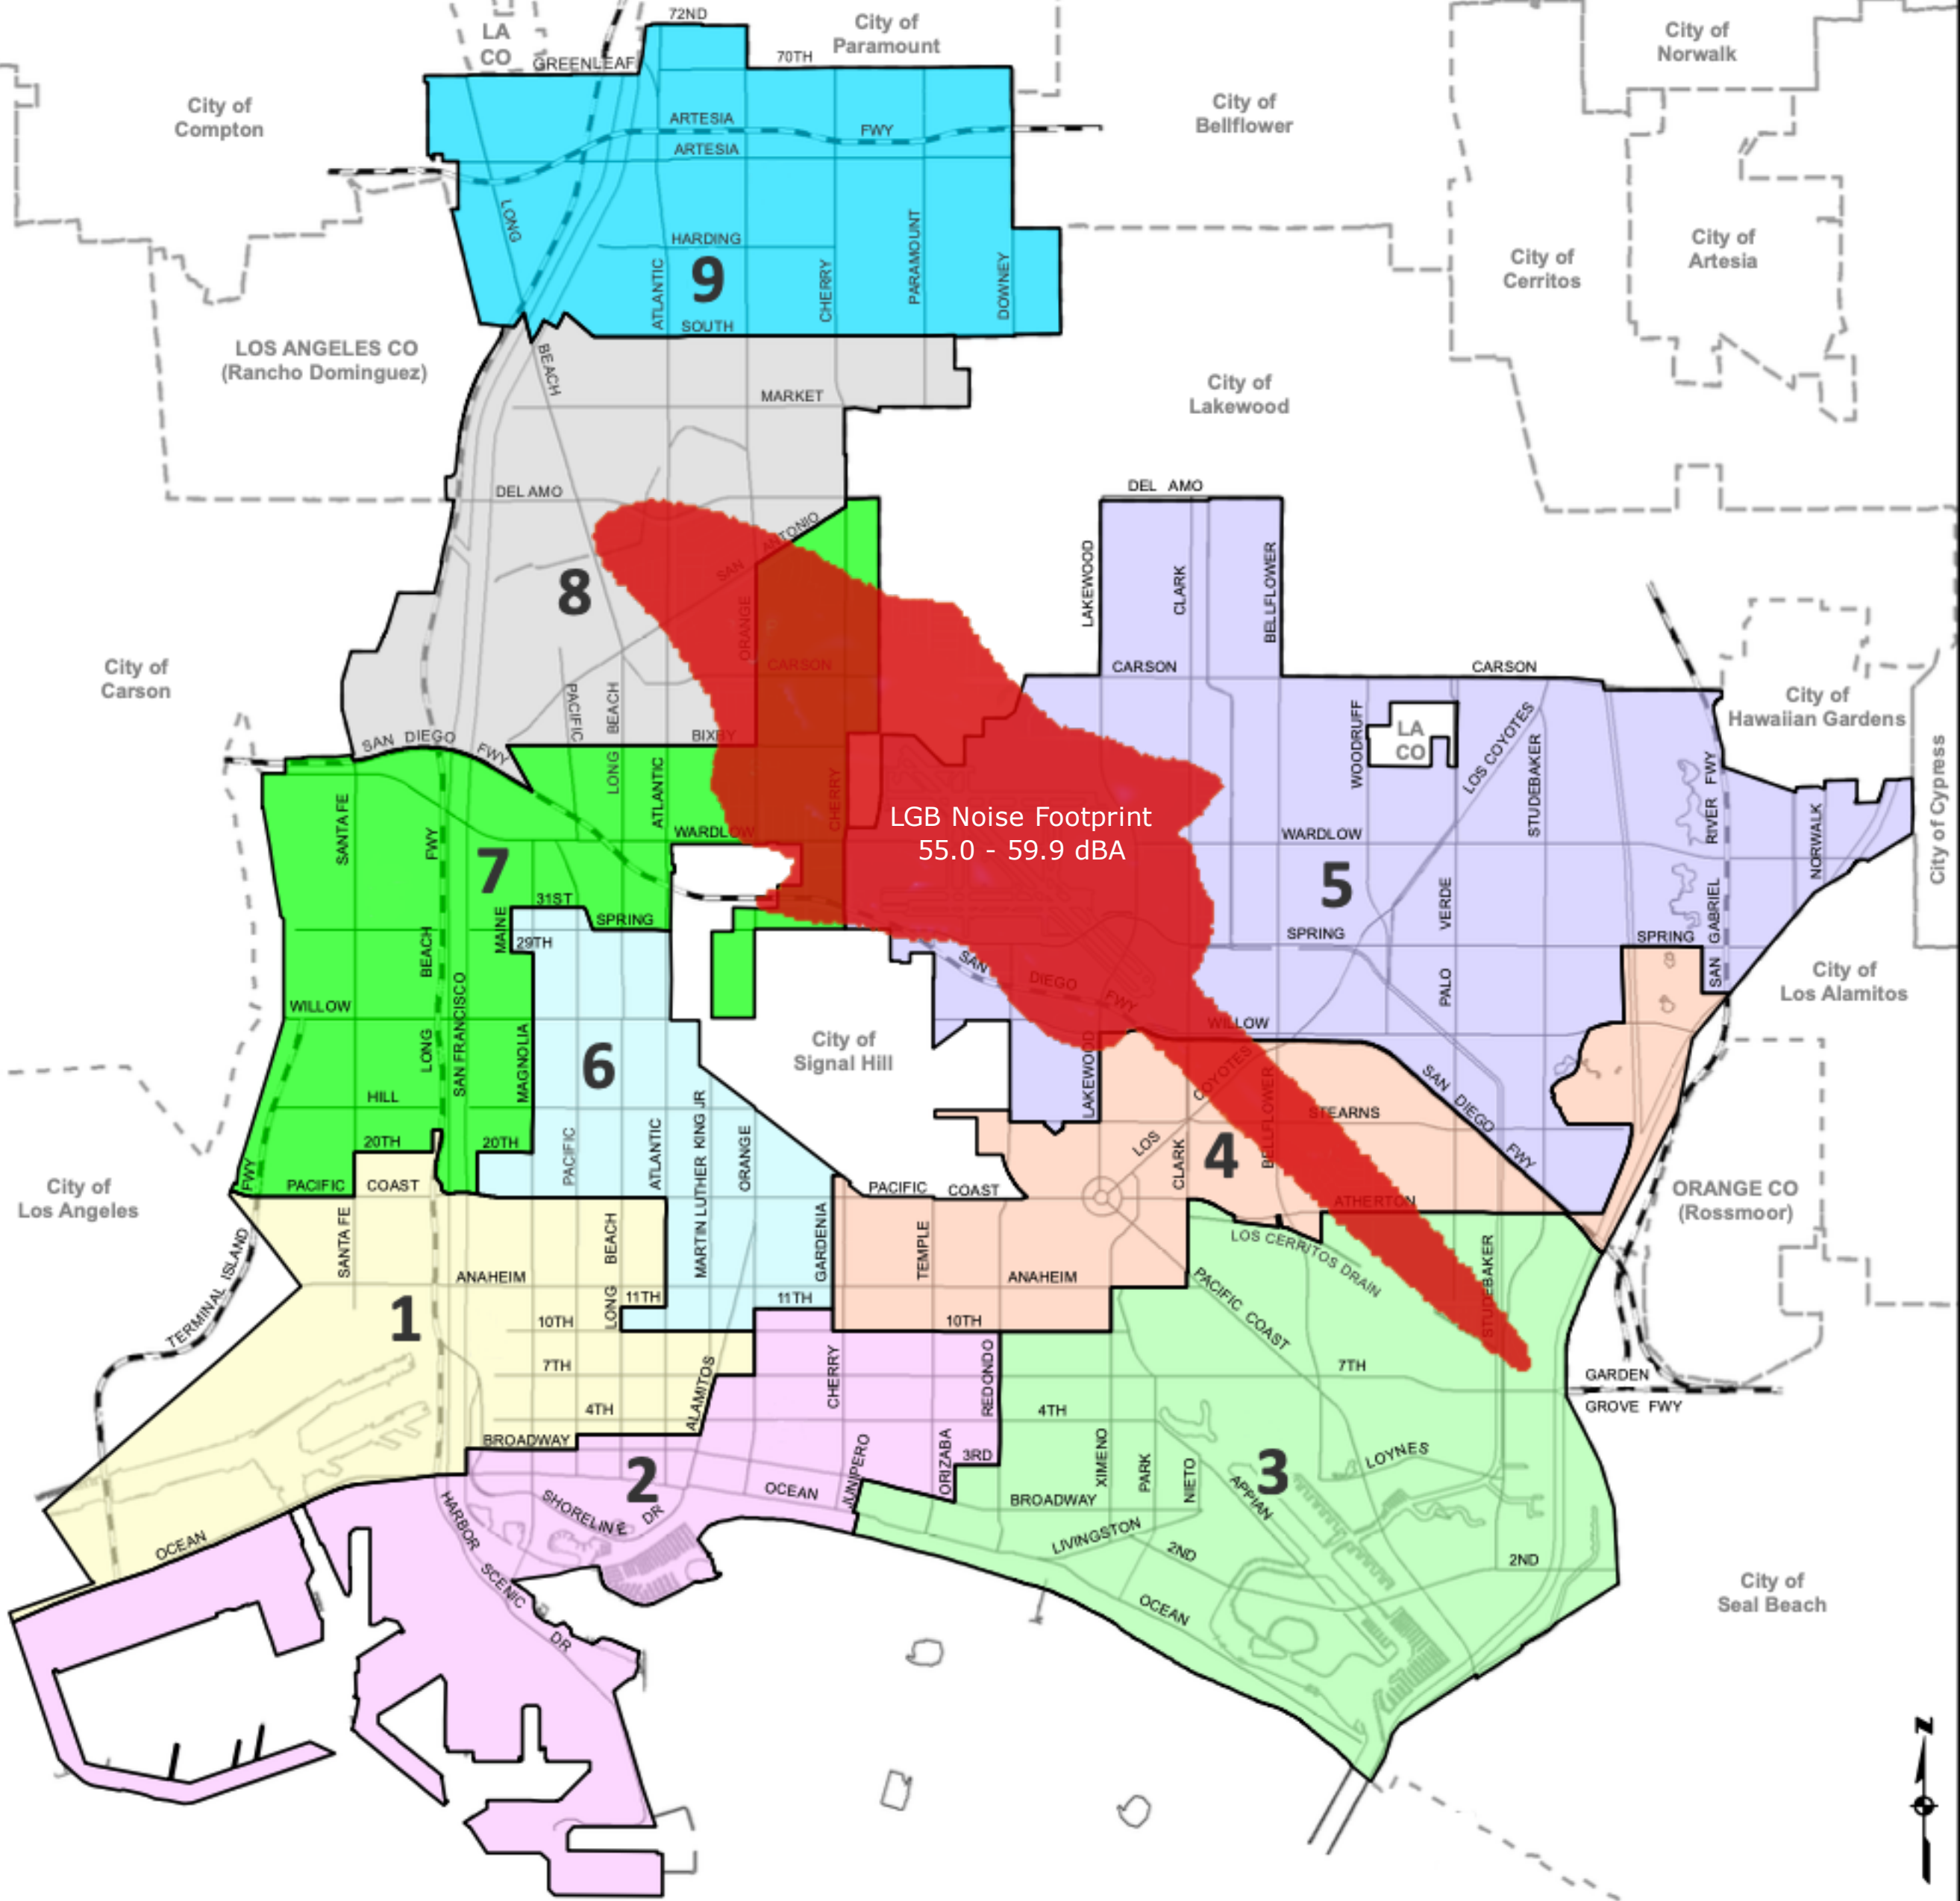 72ND
City of
Paramount
LA
CO
GREENLEAF
70TH
City of
Norwalk
City of
Compton
City of
Bellflower
ARTESIA
FWY
ARTESIA
LONG
HARDING
9
ATLANTIC
CHERRY
PARAMOUNT
DOWNEY
SOUTH
City of
Cerritos
City of
Artesia
LOS ANGELES CO
(Rancho Dominguez)
BEACH
MARKET
City of
Lakewood
DEL AMO
DEL AMO
SAN
ANTONIO
8
ORANGE
LAKEWOOD
CLARK
BELLFLOWER
City of
Carson
CARSON
CARSON
CARSON
PACIFIC
LONG
BEACH
BIXBY
SAN DIEGO
FWY
WOODRUFF
LA
CO
LOS COYOTES
STUDEBAKER
City of
Hawaiian Gardens
City of Cypress
SANTA FE
FWY
ATLANTIC
WARDLOW
CHERRY
LGB Noise Footprint
55.0 - 59.9 dBA
WARDLOW
RIVER FWY
NORWALK
7
5
31ST
SPRING
MAINE
29TH
BEACH
SAN
DIEGO
FWY
SPRING
VERDE
PALO
SPRING
GABRIEL
SAN
City of
Los Alamitos
WILLOW
LONG
SAN FRANCISCO
MAGNOLIA
6
City of
Signal Hill
WILLOW
LAKEWOOD
COYOTES
LOS
BELLFLOWER
STEARNS
SAN
DIEGO
FWY
HILL
20TH
20TH
PACIFIC
ATLANTIC
MARTIN LUTHER KING JR
ORANGE
CLARK
4
City of
Los Angeles
FWY
PACIFIC
COAST
PACIFIC
COAST
ATHERTON
ORANGE CO
(Rossmoor)
TERMINAL ISLAND
SANTA FE
BEACH
LONG
GARDENIA
TEMPLE
LOS CERRITOS DRAIN
STUDEBAKER
ANAHEIM
ANAHEIM
PACIFIC COAST
1
11TH
11TH
10TH
10TH
7TH
ALAMITOS
CHERRY
REDONDO
7TH
GARDEN
GROVE FWY
4TH
4TH
BROADWAY
2
3RD
ORIZABA
JUNIPERO
XIMENO
PARK
NIETO
3
LOYNES
APPIAN
OCEAN
HARBOR
SCENIC
DR
SHORELINE
DR
OCEAN
BROADWAY
LIVINGSTON
2ND
2ND
OCEAN
City of
Seal Beach
N